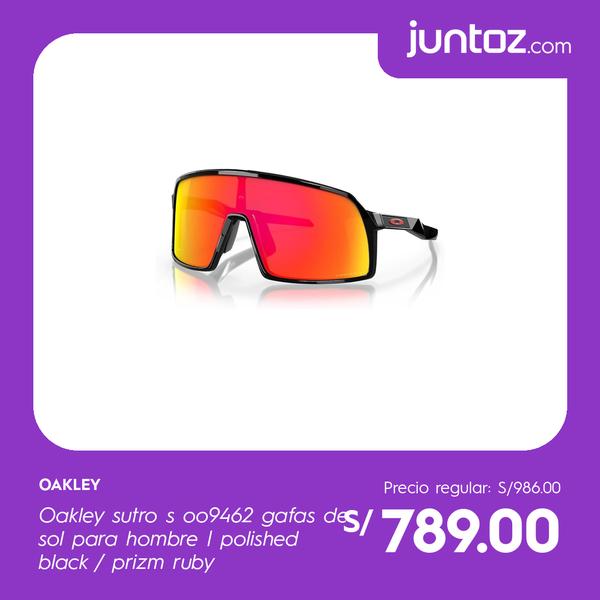 juntoz.com
OAKLEY
Oakley sutro s oo9462 gafas de
sol para hombre | polished
black / prizm ruby
Precio regular: S/986.00
S/ 789.00